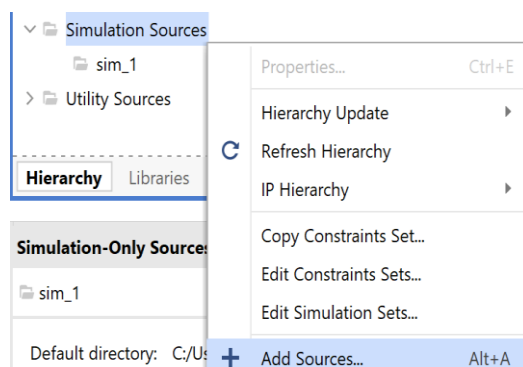 Simulation Sources
sim_1
Utility Sources
Hierarchy Libraries
Simulation-Only Sources
sim_1
Default directory: C:/Us
Properties... Ctrl+E
Hierarchy Update
Refresh Hierarchy
IP Hierarchy
Copy Constraints Set...
Edit Constraints Sets...
Edit Simulation Sets...
Add Sources... Alt+A